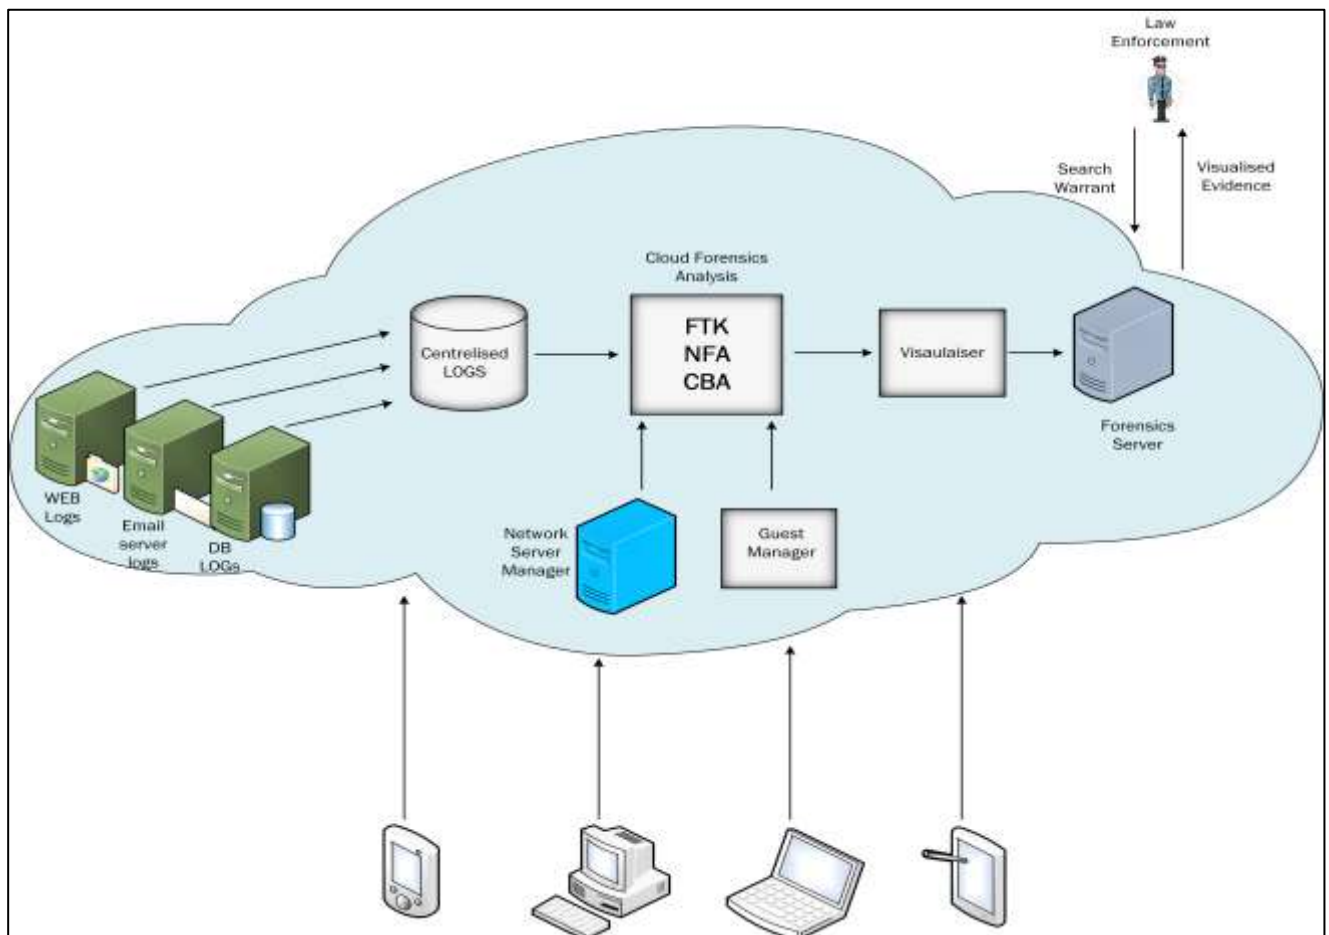 Law
Enforcement
Search
Warrant
Visualised
Evidence
Cloud Forensics
Analysis
FTK
NFA
CBA
Centrelised
LOGS
Visaulaiser
Forensics
Server
WEB
Logs
Email
server
logs
DB
LOGs
Network
Server
Manager
Guest
Manager